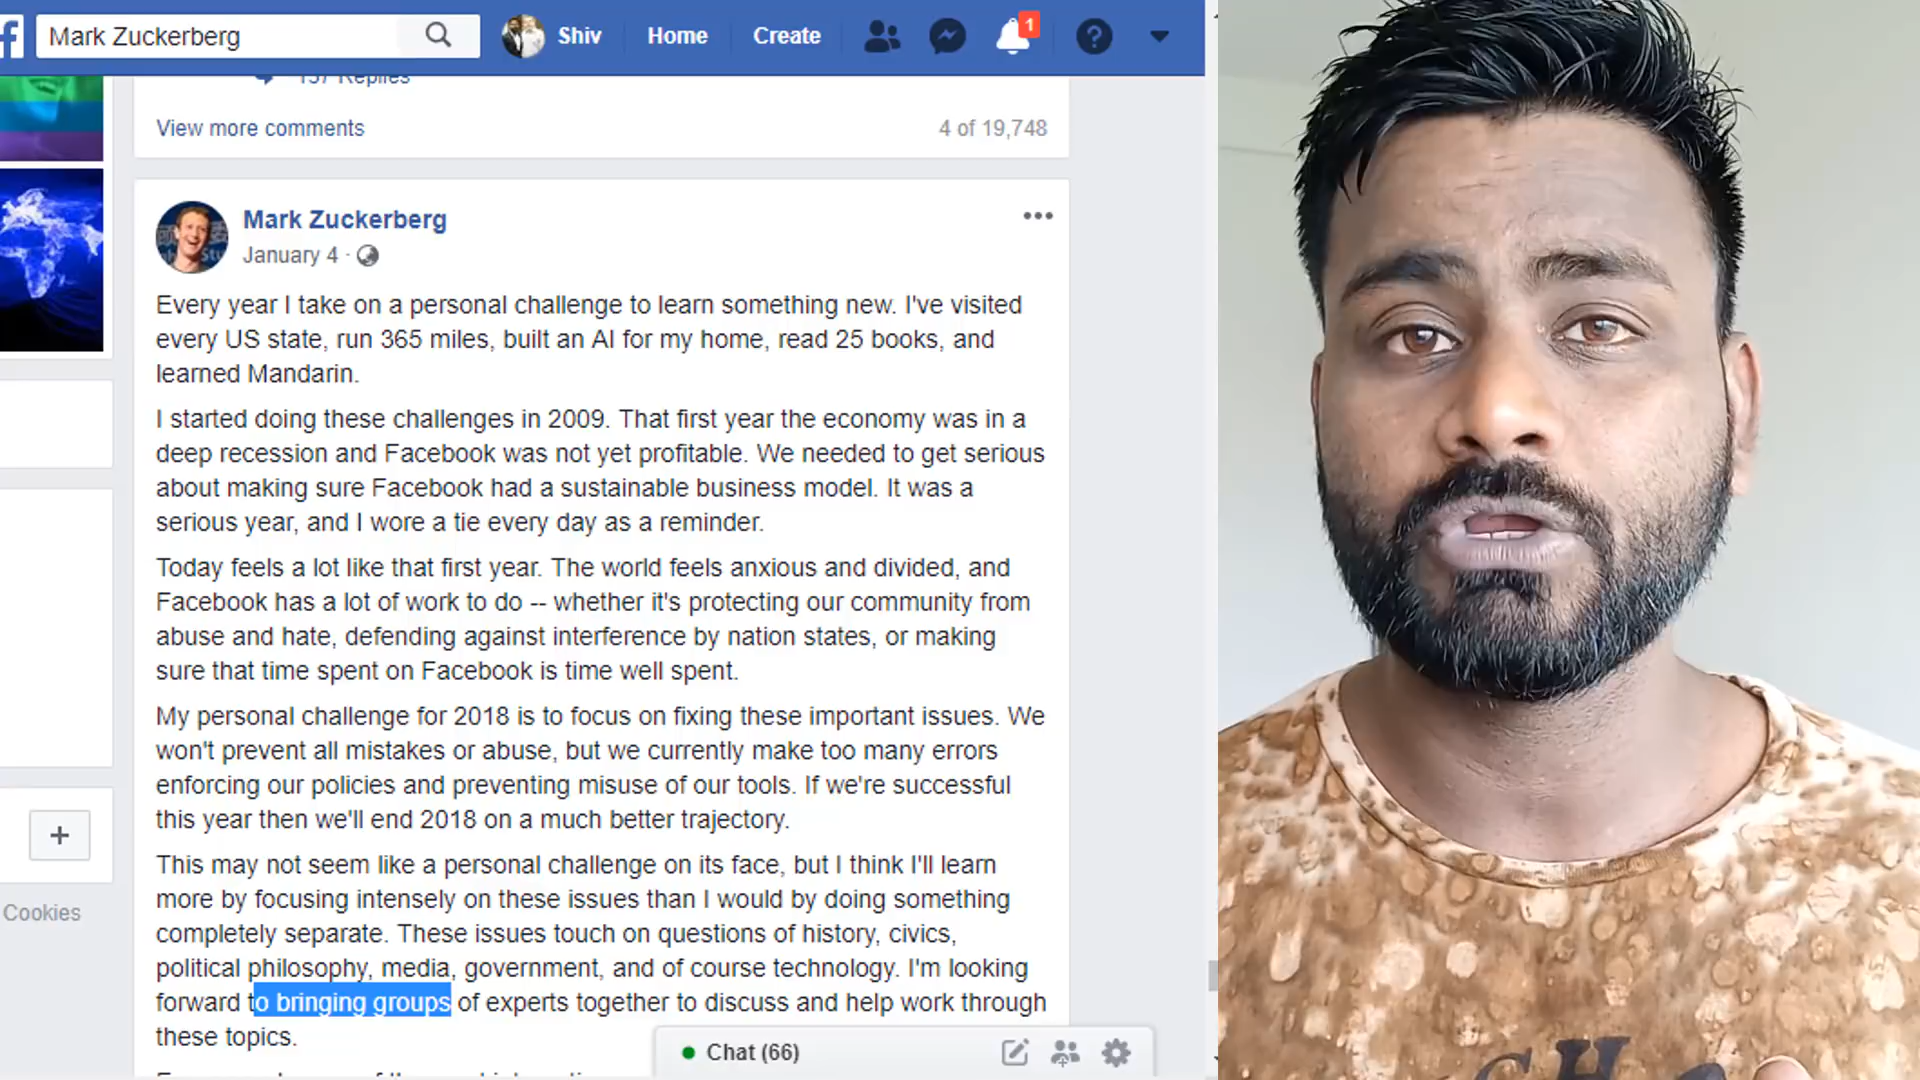 f Mark Zuckerberg Shiv Home Create 1 ?
137 Replies
View more comments 4 of 19,748
Mark Zuckerberg
January 4 ·
Every year I take on a personal challenge to learn something new. I've visited
every US state, run 365 miles, built an AI for my home, read 25 books, and
learned Mandarin.
I started doing these challenges in 2009. That first year the economy was in a
deep recession and Facebook was not yet profitable. We needed to get serious
about making sure Facebook had a sustainable business model. It was a
serious year, and I wore a tie every day as a reminder.
Today feels a lot like that first year. The world feels anxious and divided, and
Facebook has a lot of work to do -- whether it's protecting our community from
abuse and hate, defending against interference by nation states, or making
sure that time spent on Facebook is time well spent.
My personal challenge for 2018 is to focus on fixing these important issues. We
won't prevent all mistakes or abuse, but we currently make too many errors
enforcing our policies and preventing misuse of our tools. If we're successful
this year then we'll end 2018 on a much better trajectory.
This may not seem like a personal challenge on its face, but I think I'll learn
more by focusing intensely on these issues than I would by doing something
completely separate. These issues touch on questions of history, civics,
political philosophy, media, government, and of course technology. I'm looking
forward to bringing groups of experts together to discuss and help work through
these topics.
Cookies
Chat (66)